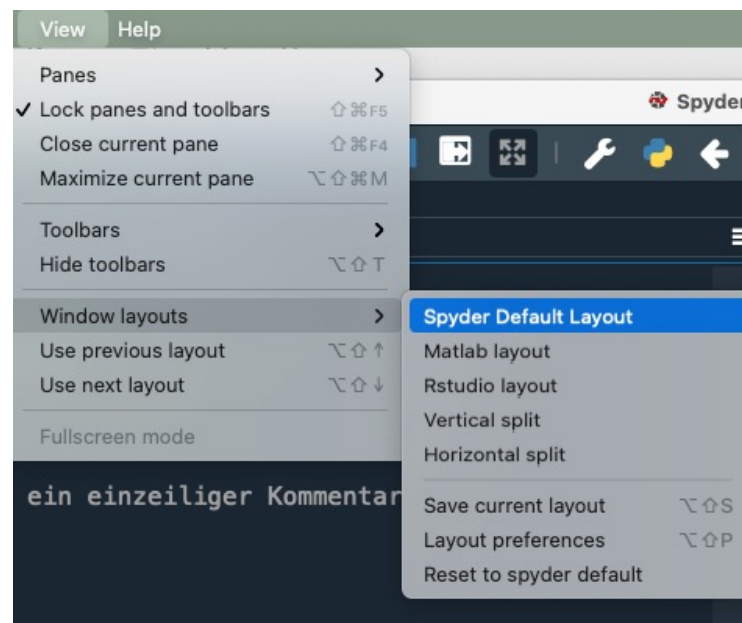 View Help
Spyder
Panes
Lock panes and toolbars ⇧⌘F5
Close current pane ⇧⌘F4
Maximize current pane ⌥⇧⌘M
Toolbars
Hide toolbars ⌥⇧T
Window layouts
Use previous layout ⌥⇧↑
Use next layout ⌥⇧↓
Fullscreen mode
Spyder Default Layout
Matlab layout
Rstudio layout
Vertical split
Horizontal split
Save current layout ⌥⇧S
Layout preferences ⌥⇧P
Reset to spyder default
ein einzeiliger Kommentar